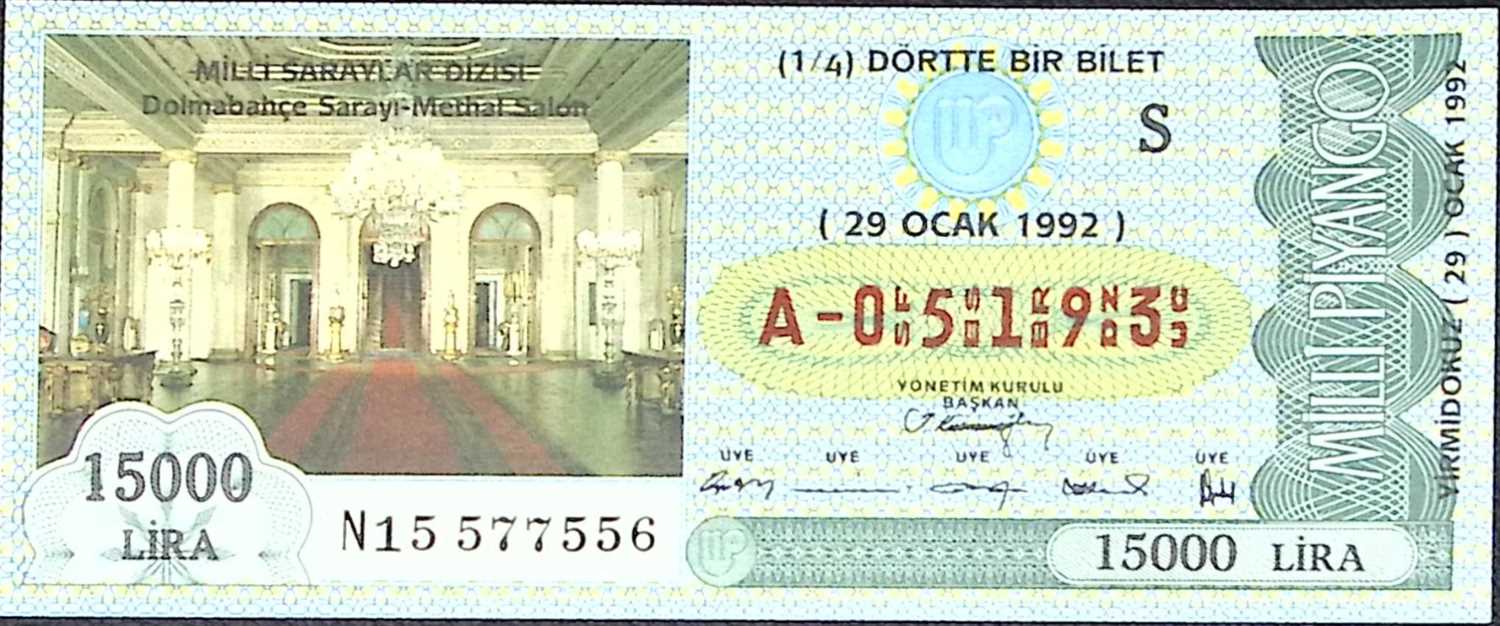 MİLLİ SARAYLAR DİZİSİ
Dolmabahçe Sarayı-Methal Salon
15000
LİRA
N15 577556
(1/4) DÖRTTE BİR BİLET
S
( 29 OCAK 1992 )
A-0 SF 5 1 BR 9 3
YÖNETİM KURULU
BAŞKAN
ÜYE ÜYE ÜYE ÜYE ÜYE
15000 LİRA
MİLLİ PİYANGO
YİRMİDOKUZ ( 29 ) OCAK 1992